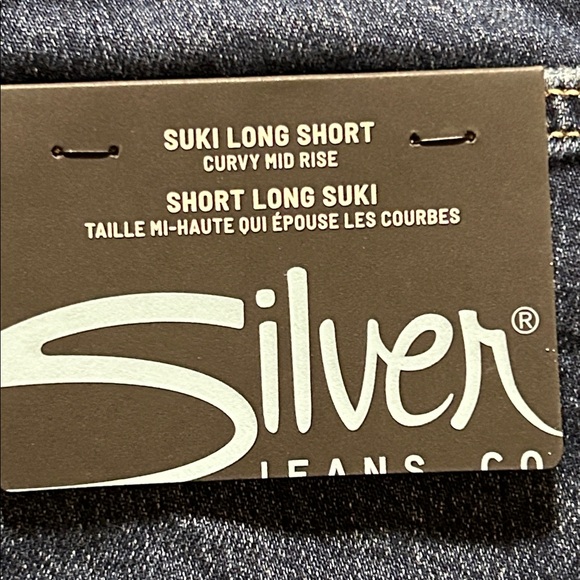 SUKI LONG SHORT
CURVY MID RISE
SHORT LONG SUKI
TAILLE MI-HAUTE QUI ÉPOUSE LES COURBES
Silver®
JEANS CO